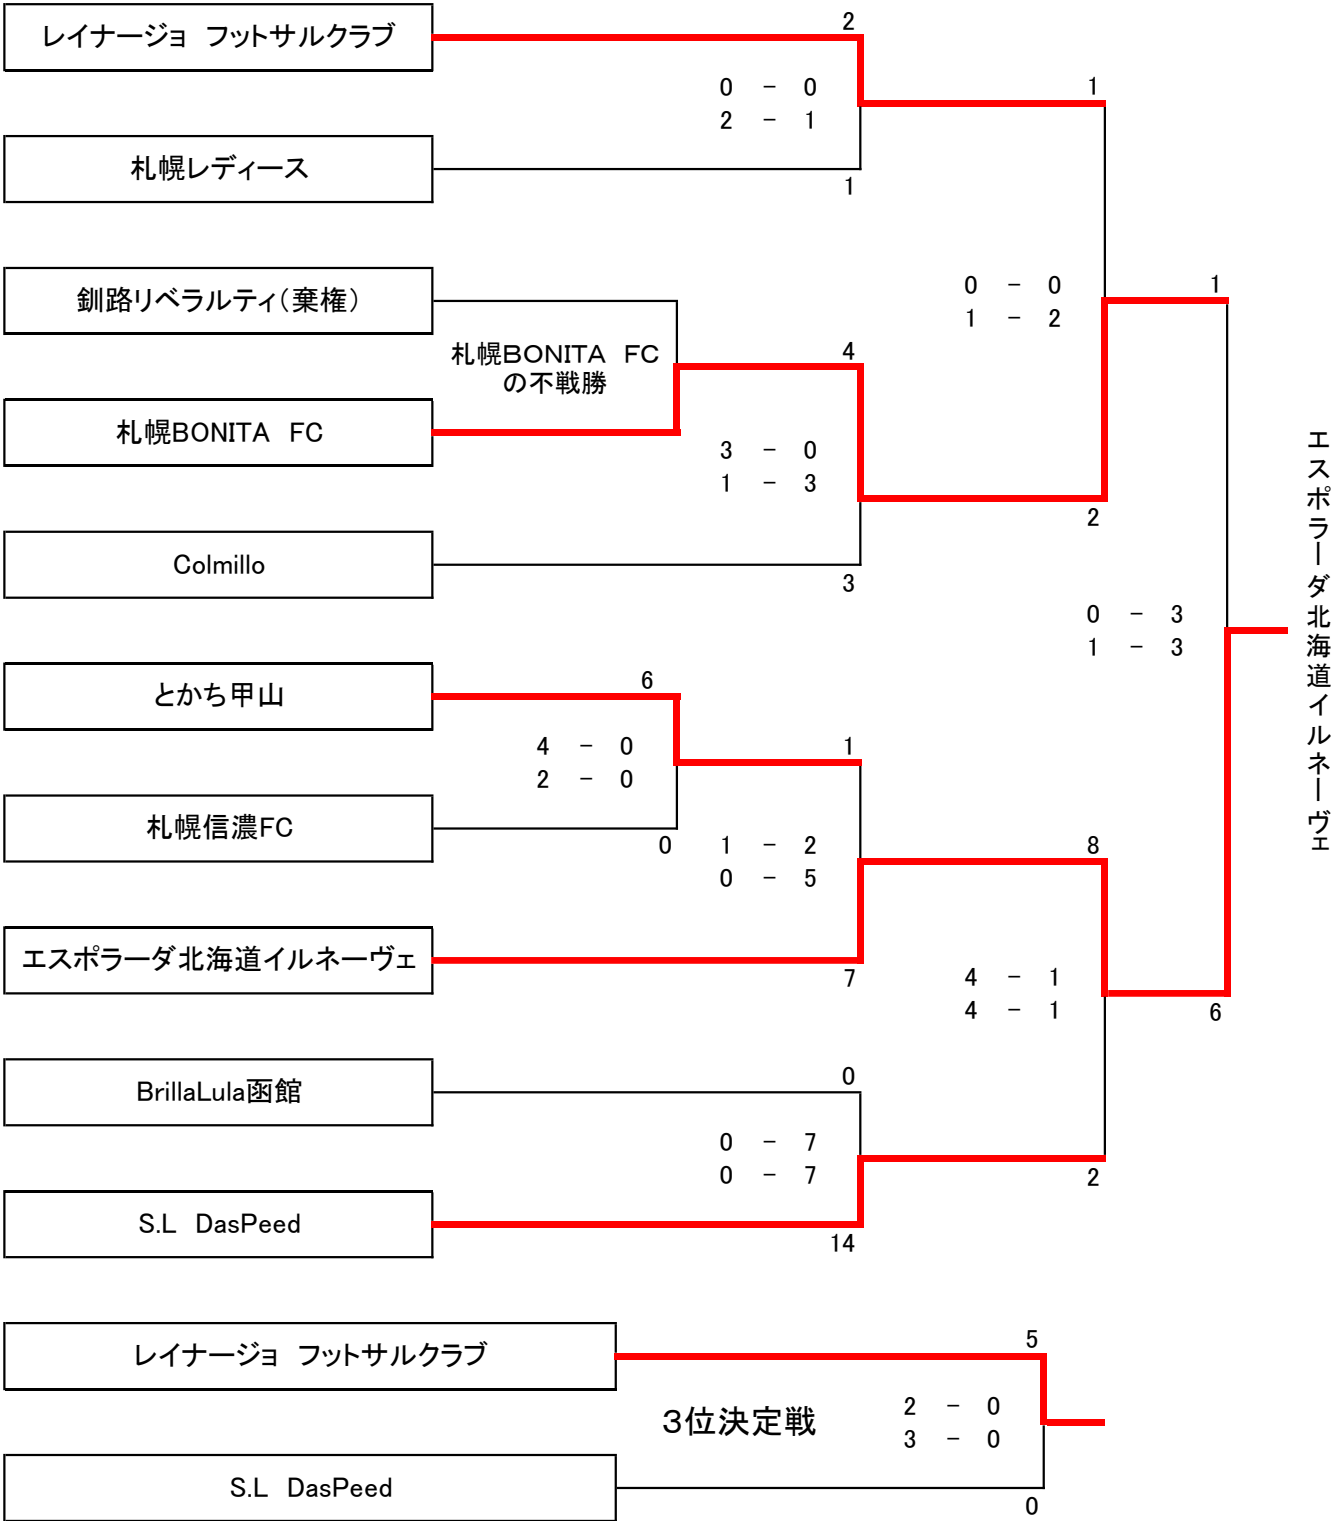 レイナージョ　フットサルクラブ
2
0 － 0
2 － 1
1
札幌レディース
1
釧路リベラルティ（棄権）
0 － 0
1 － 2
1
札幌BONITA　FC
の不戦勝
4
札幌BONITA　FC
3 － 0
1 － 3
2
Colmillo
3
0 － 3
1 － 3
エスポラーダ北海道イルネーヴェ
とかち甲山
6
4 － 0
2 － 0
1
札幌信濃FC
0
1 － 2
0 － 5
8
エスポラーダ北海道イルネーヴェ
7
4 － 1
4 － 1
6
BrillaLula函館
0
0 － 7
0 － 7
2
S.L　DasPeed
14
レイナージョ　フットサルクラブ
5
３位決定戦
2 － 0
3 － 0
S.L　DasPeed
0